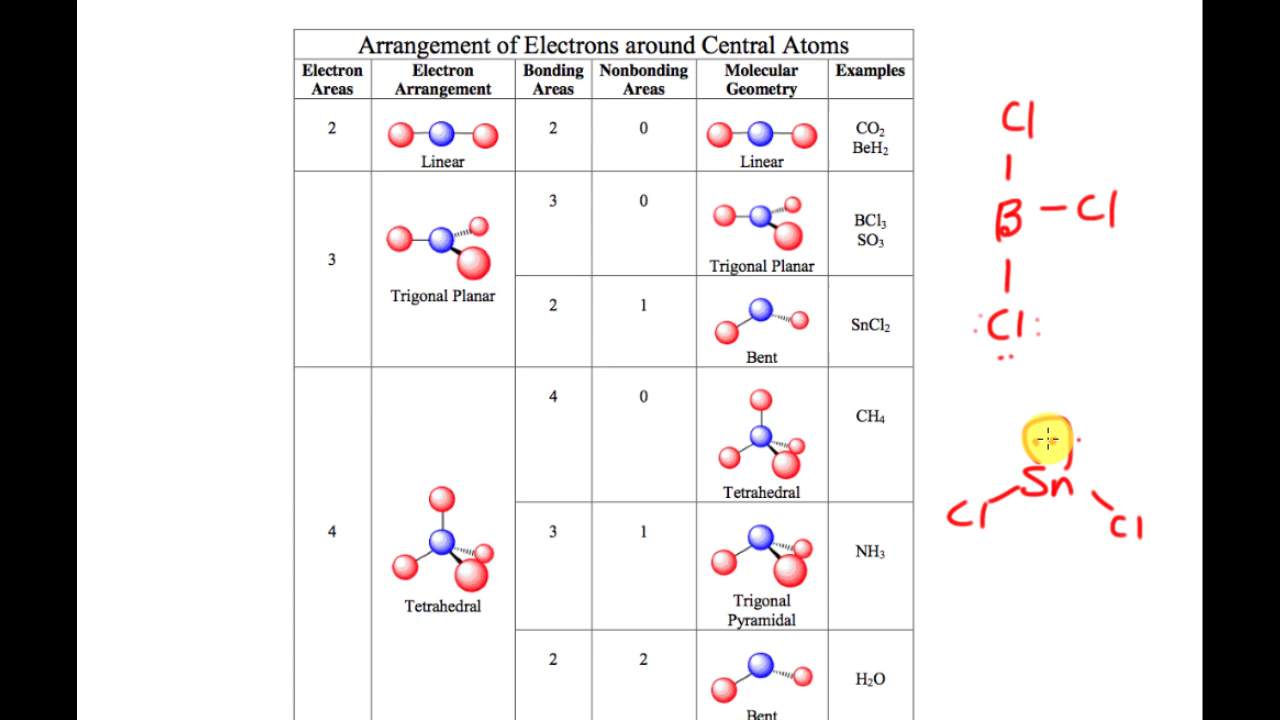 Arrangement of Electrons around Central Atoms
Electron Areas
Electron Arrangement
Bonding Areas
Nonbonding Areas
Molecular Geometry
Examples
2
Linear
2
0
Linear
CO₂
BeH₂
3
Trigonal Planar
3
0
Trigonal Planar
BCl₃
SO₃
2
1
Bent
SnCl₂
4
Tetrahedral
4
0
Tetrahedral
CH₄
3
1
Trigonal
Pyramidal
NH₃
2
2
Bent
H₂O
Cl
B
Cl
Cl
Sn
Cl
Cl